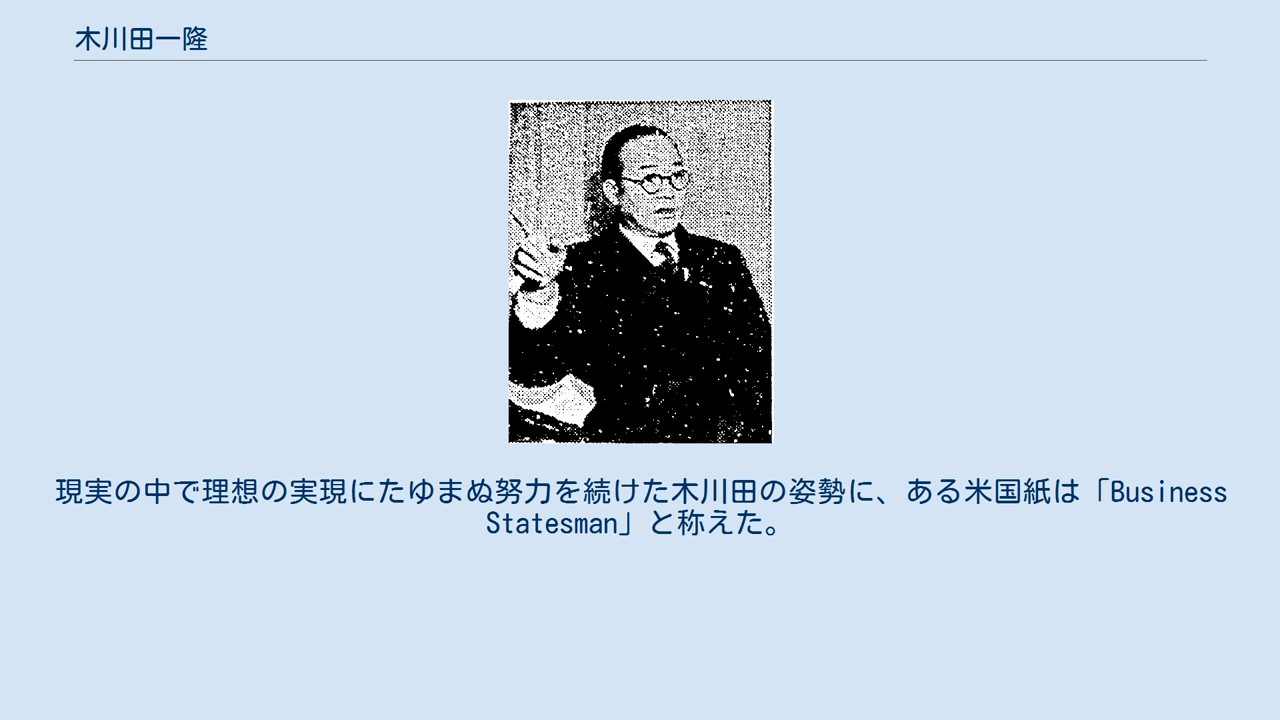 木川田一隆
現実の中で理想の実現にたゆまぬ努力を続けた木川田の姿勢に、ある米国紙は「Business
Statesman」と称えた。